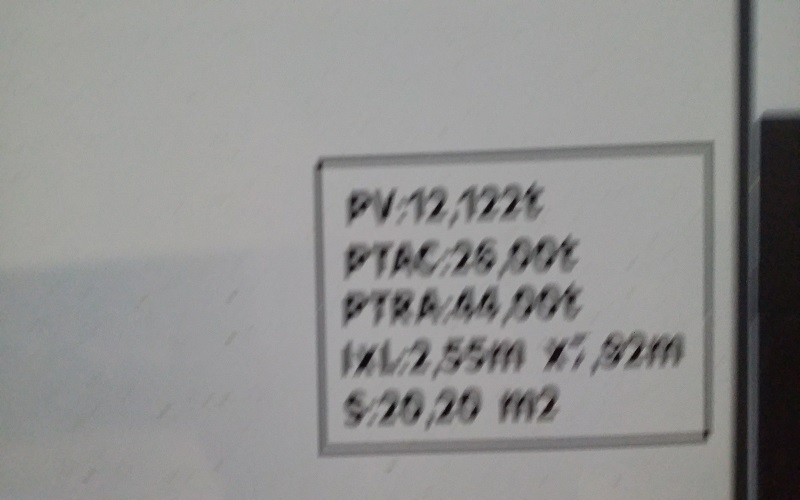 PV:12,122t
PTAC:26,00t
PTRA:44,00t
lXL:2,55m X7,92m
S:20,20 m2